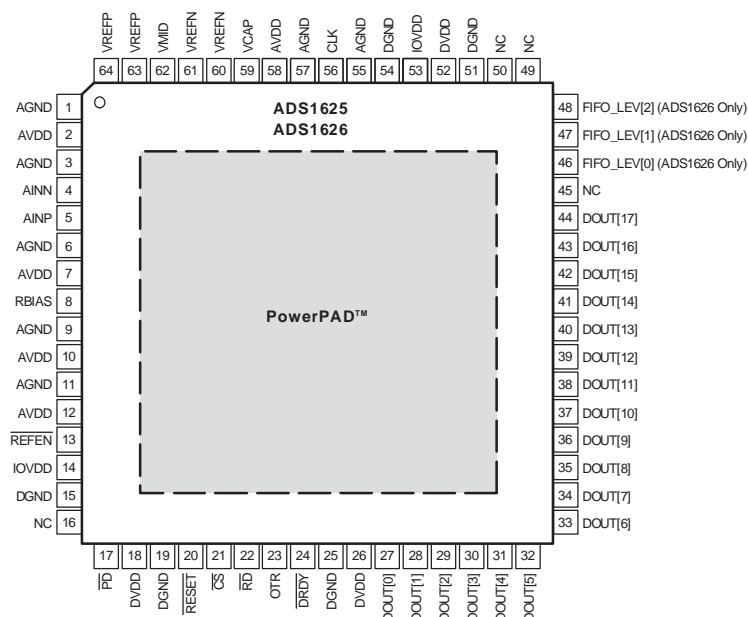 VREFP VREFP VMID VREFN VREFN VCAP AVDD AGND CLK AGND DGND IOVDD DVDD DGND NC NC
64 63 62 61 60 59 58 57 56 55 54 53 52 51 50 49
ADS1625
ADS1626
AGND 1
AVDD 2
AGND 3
AINN 4
AINP 5
AGND 6
AVDD 7
RBIAS 8
AGND 9
AVDD 10
AGND 11
AVDD 12
REFEN 13
IOVDD 14
DGND 15
NC 16
PowerPAD™
48 FIFO_LEV[2] (ADS1626 Only)
47 FIFO_LEV[1] (ADS1626 Only)
46 FIFO_LEV[0] (ADS1626 Only)
45 NC
44 DOUT[17]
43 DOUT[16]
42 DOUT[15]
41 DOUT[14]
40 DOUT[13]
39 DOUT[12]
38 DOUT[11]
37 DOUT[10]
36 DOUT[9]
35 DOUT[8]
34 DOUT[7]
33 DOUT[6]
17 18 19 20 21 22 23 24 25 26 27 28 29 30 31 32
PD DVDD DGND RESET CS RD OTR DRDY DGND DVDD DOUT[0] DOUT[1] DOUT[2] DOUT[3] DOUT[4] DOUT[5]